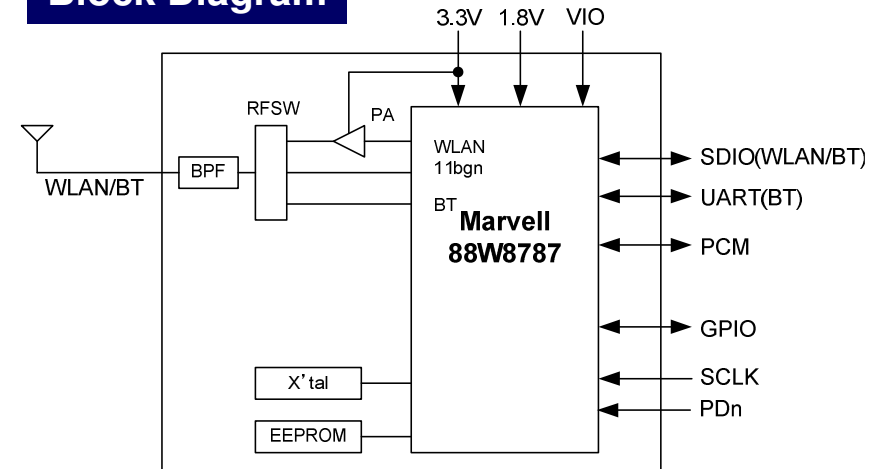 Block Diagram
3.3V 1.8V VIO
RFSW
PA
WLAN
11bgn
BT
Marvell
88W8787
BPF
WLAN/BT
SDIO(WLAN/BT)
UART(BT)
PCM
GPIO
SCLK
PDn
X'tal
EEPROM